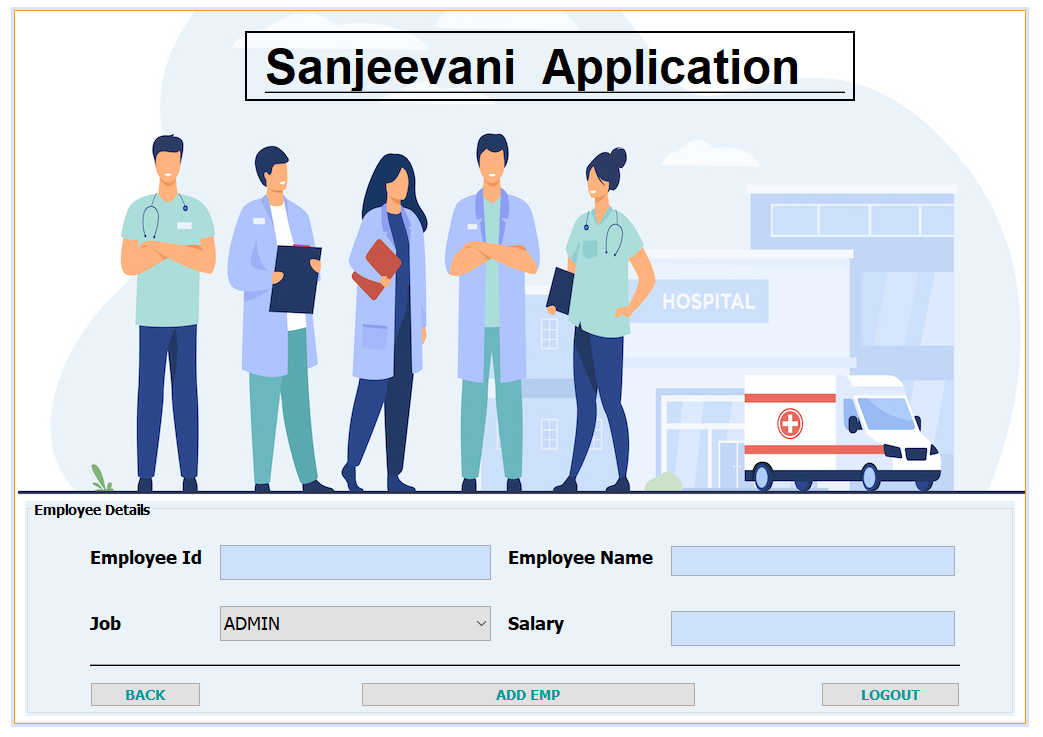 Sanjeevani Application
HOSPITAL
Employee Details
Employee Id
Employee Name
Job
ADMIN
Salary
BACK
ADD EMP
LOGOUT